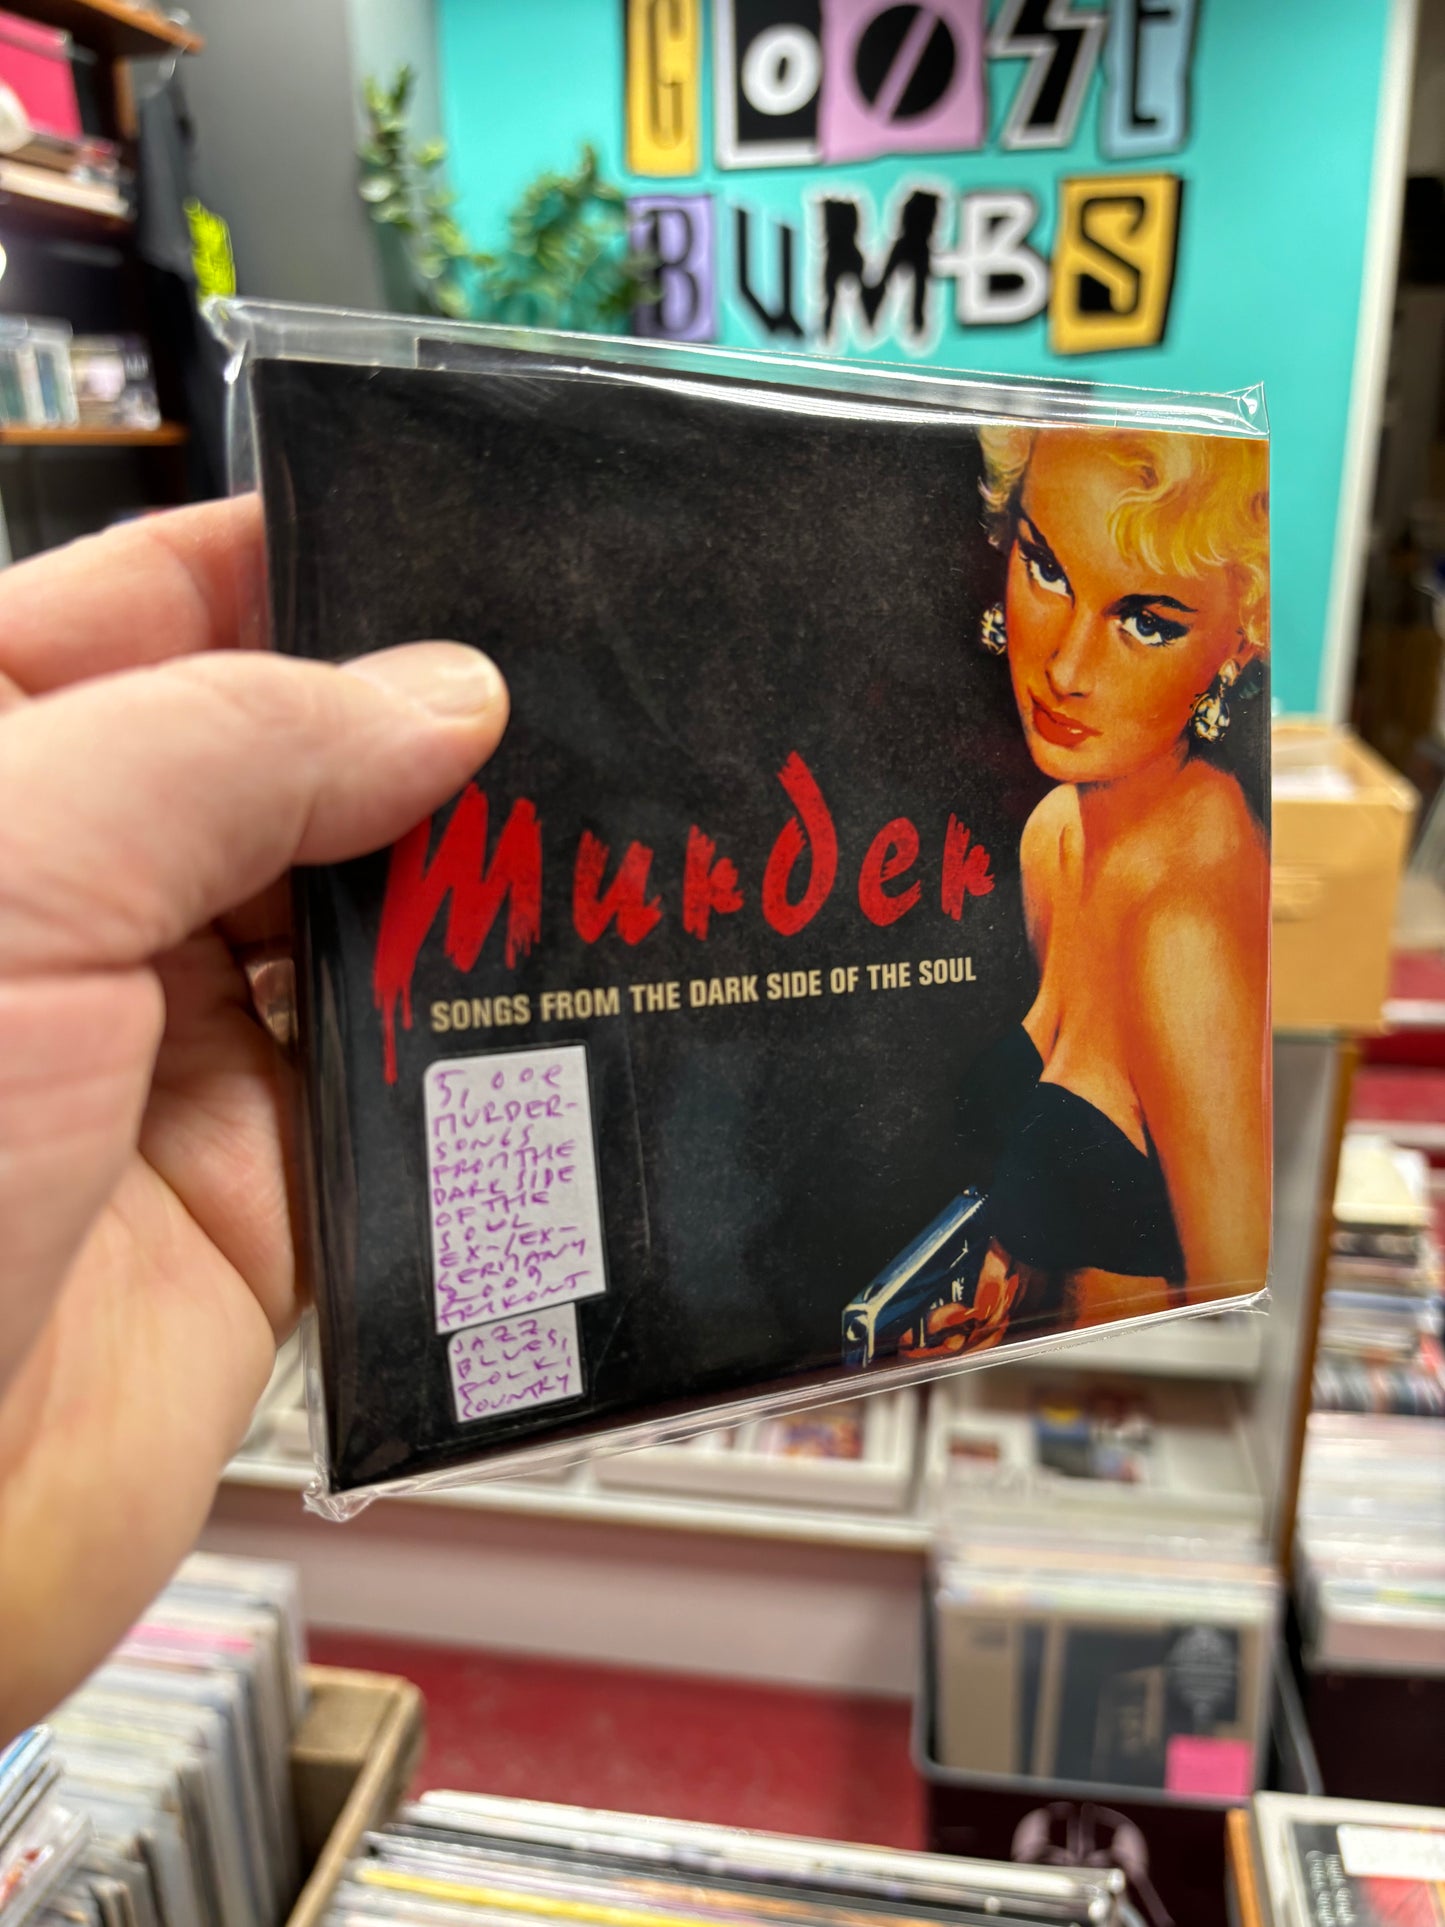 GOOSE
BUMBS
Murder
SONGS FROM THE DARK SIDE OF THE SOUL
5,00€
MURDER-
SONGS
FROM THE
DARK SIDE
OF THE
SOUL
EX-/EX-
GERMANY
2009
TRIKONT
JAZZ
BLUES,
FOLK,
COUNTRY